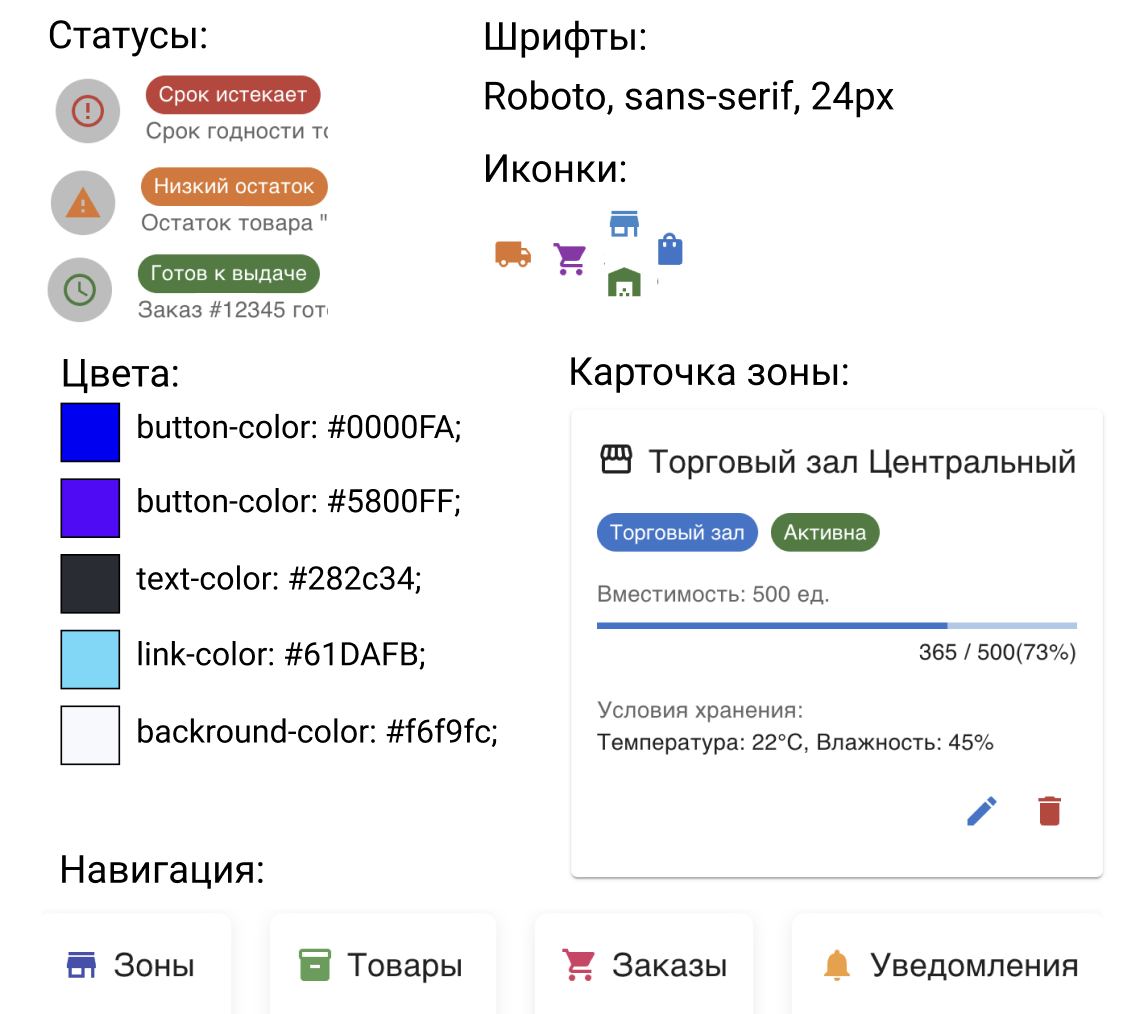 Статусы:
Срок истекает
Срок годности то
Низкий остаток
Остаток товара "
Готов к выдаче
Заказ #12345 гот
Шрифты:
Roboto, sans-serif, 24px
Иконки:
Цвета:
button-color: #0000FA;
button-color: #5800FF;
text-color: #282c34;
link-color: #61DAFB;
backround-color: #f6f9fc;
Карточка зоны:
Торговый зал Центральный
Торговый зал Активна
Вместимость: 500 ед.
365 / 500(73%)
Условия хранения:
Температура: 22°C, Влажность: 45%
Навигация:
Зоны Товары Заказы Уведомления